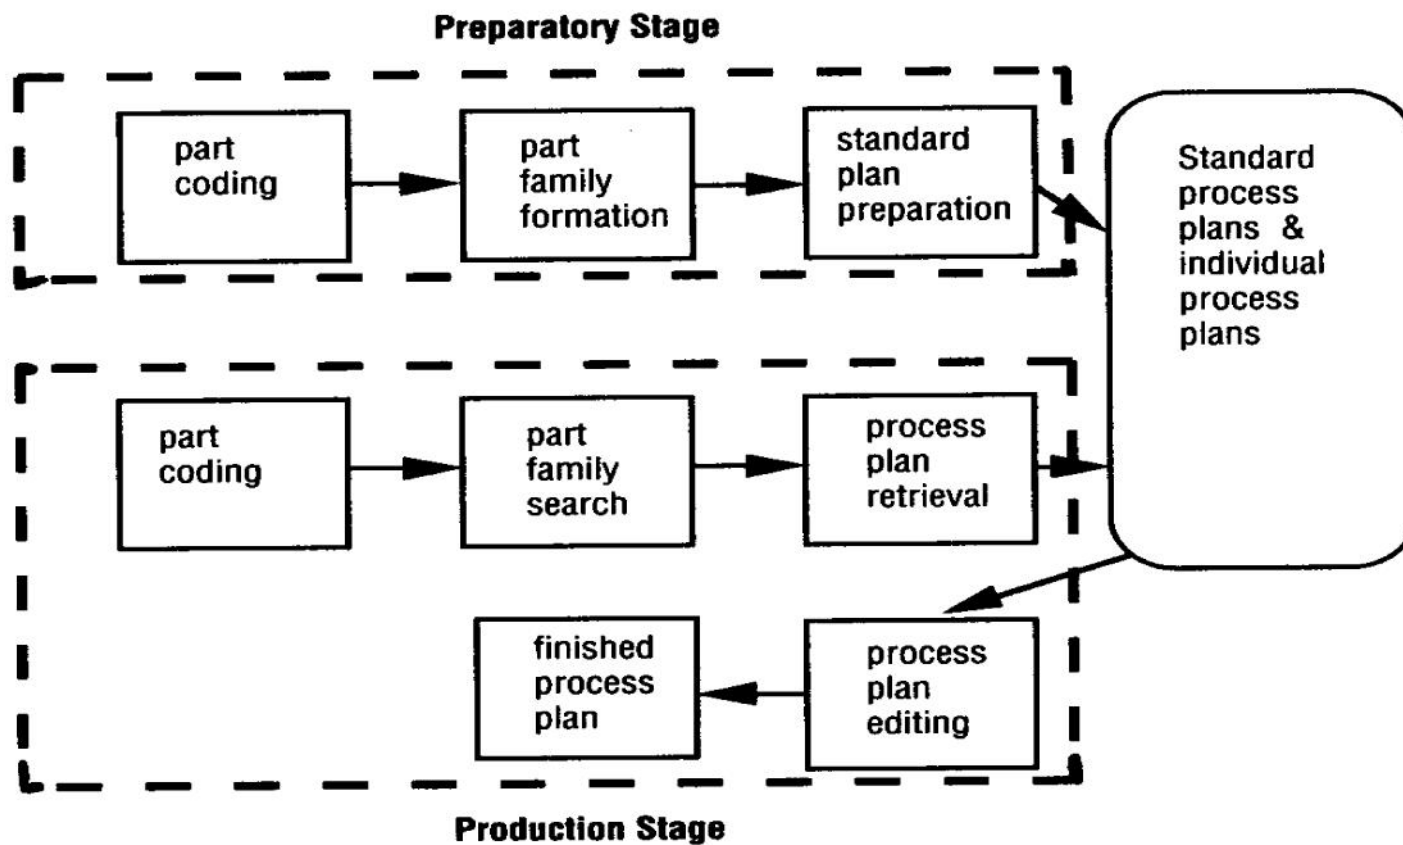 Preparatory Stage
part
coding
part
family
formation
standard
plan
preparation
Standard
process
plans &
individual
process
plans
part
coding
part
family
search
process
plan
retrieval
finished
process
plan
process
plan
editing
Production Stage